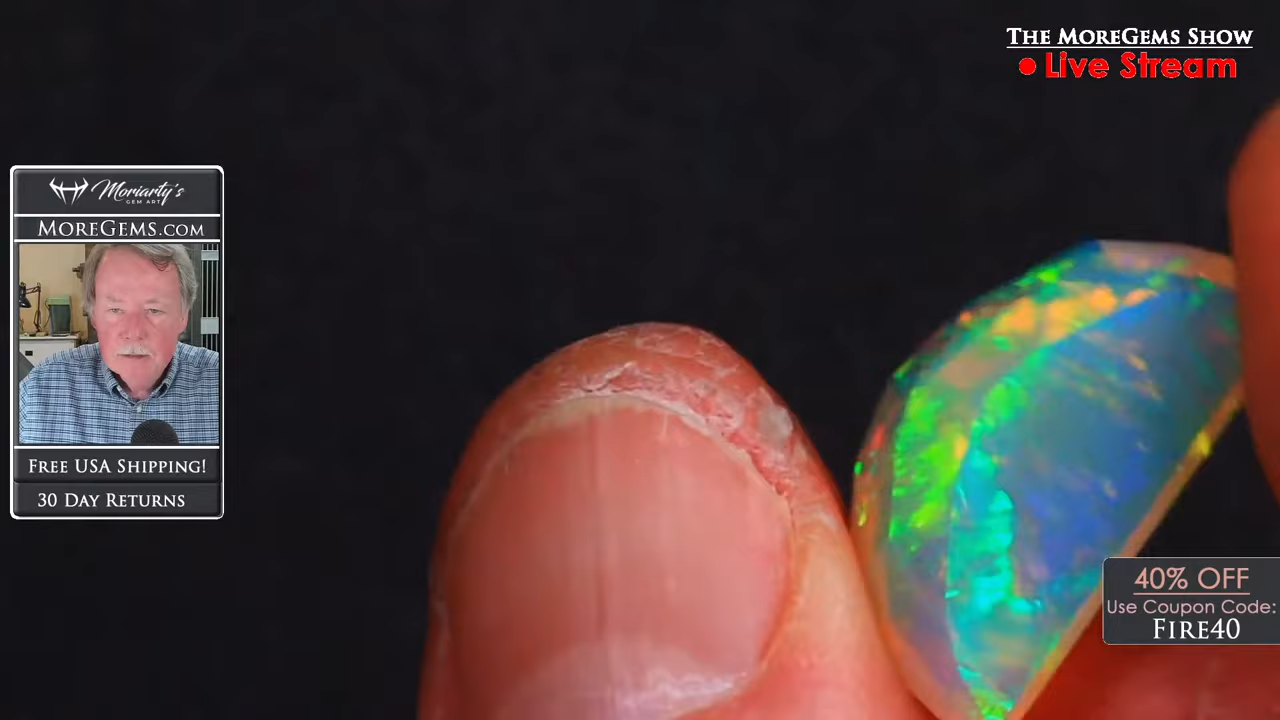 The MoreGems Show
Live Stream
Moriarty's
GEM ART
MoreGems.com
Free USA Shipping!
30 Day Returns
40% OFF
Use Coupon Code:
Fire40